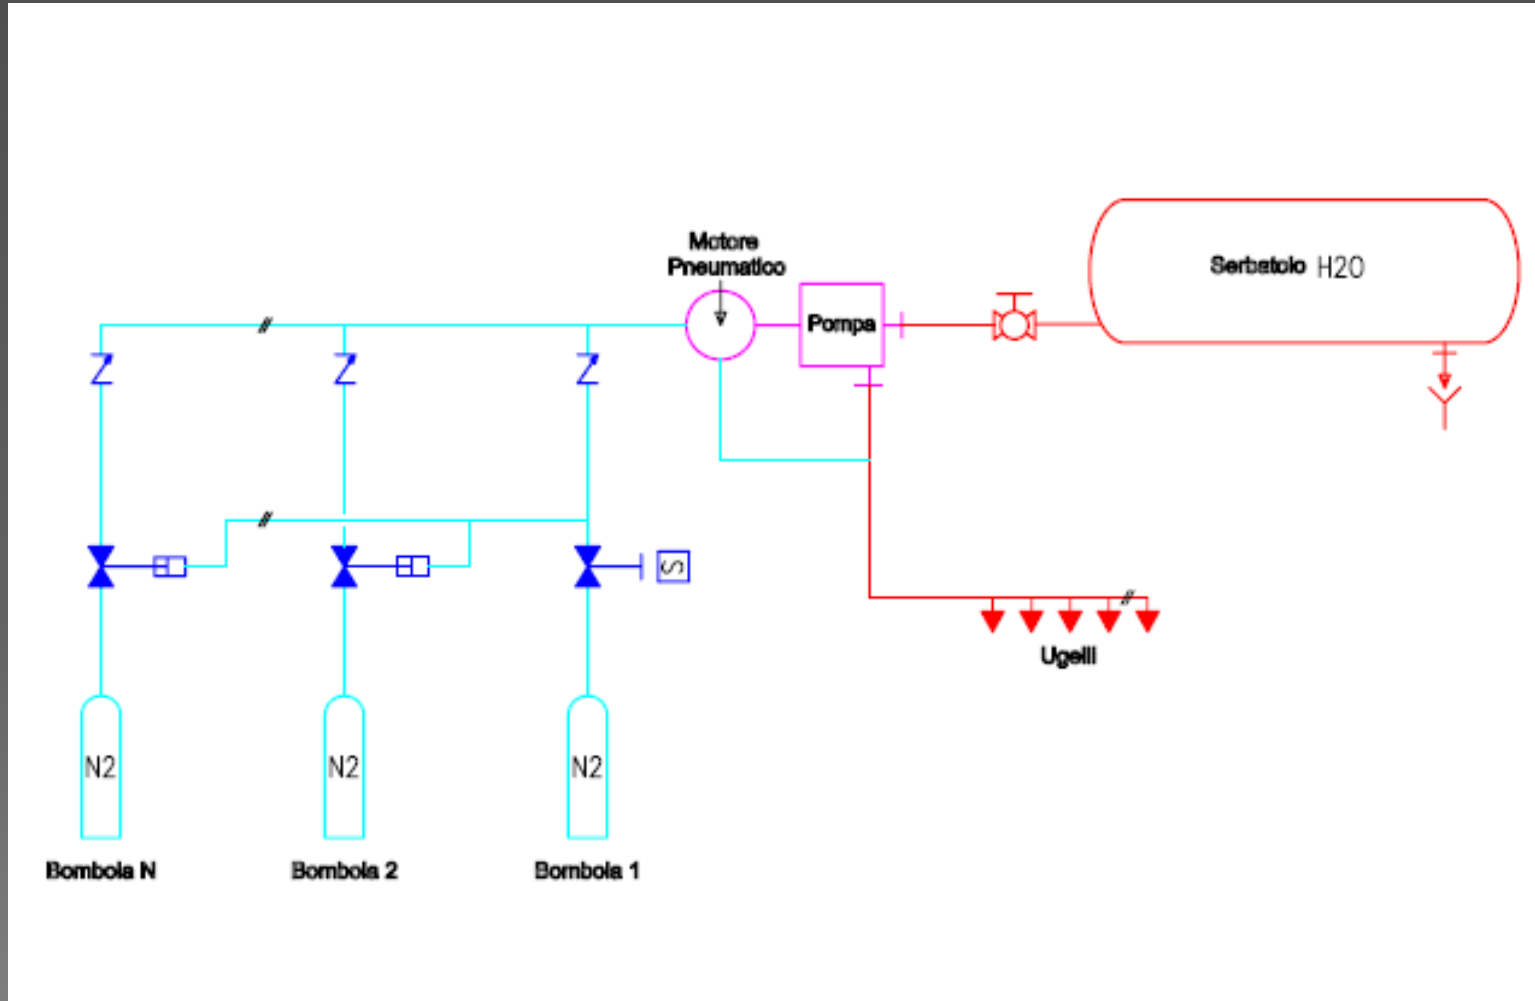 Motore
Pneumatico
Pompa
Serbatoio H2O
S
Ugelli
N2
N2
N2
Bombola N
Bombola 2
Bombola 1